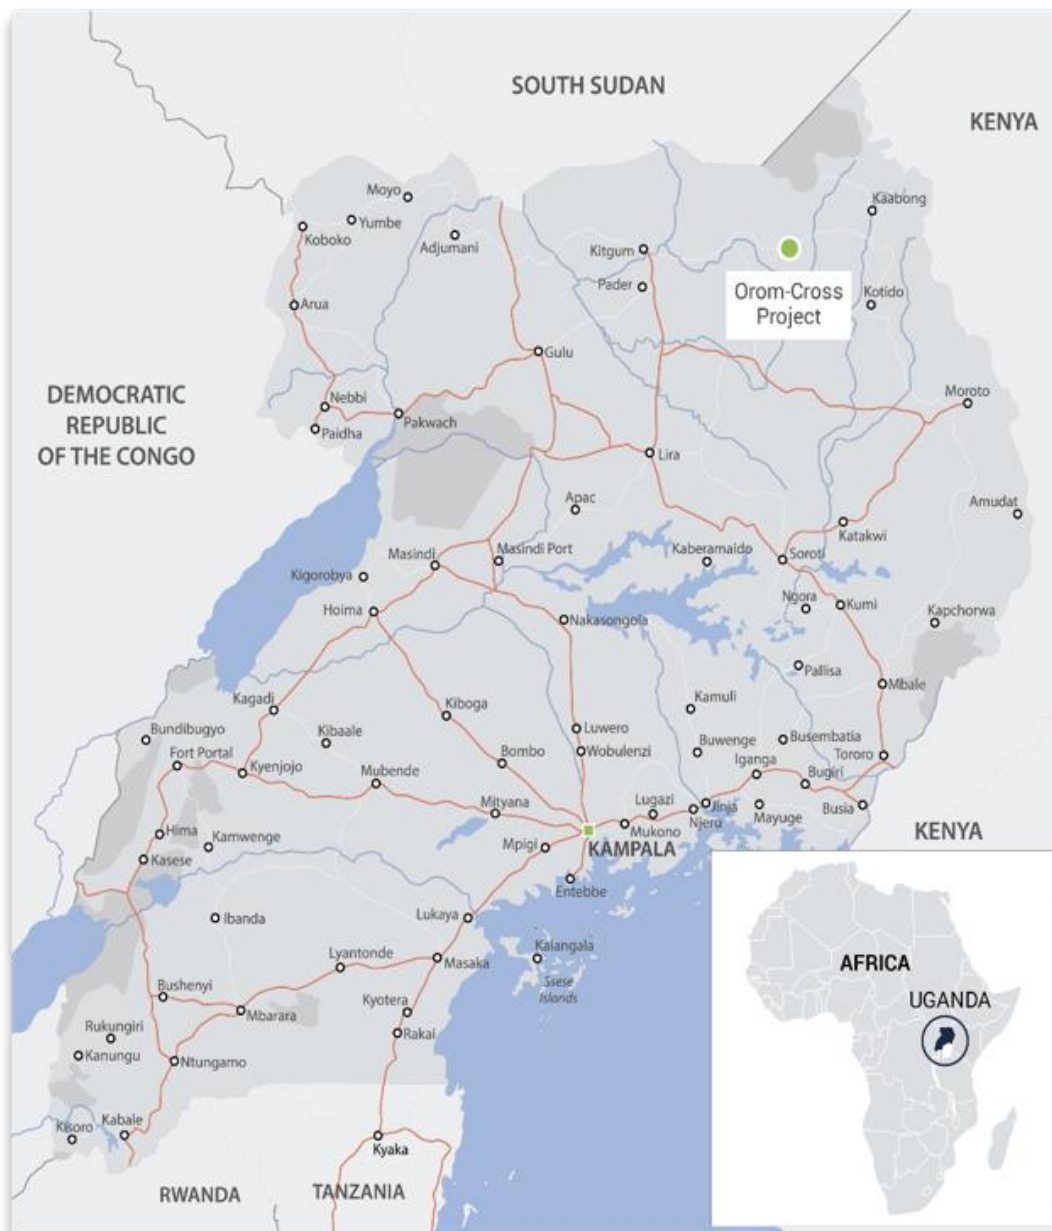 SOUTH SUDAN
KENYA
Moyo
Yumbe
Koboko
Adjumani
Kaabong
Kitgum
Pader
Orom-Cross
Project
Kotido
Arua
Gulu
DEMOCRATIC
REPUBLIC
OF THE CONGO
Nebbi
Pakwach
Paidha
Moroto
Lira
Apac
Amudat
Katakwi
Masindi
Masindi Port
Kaberamaido
Soroti
Kigorobya
Hoima
Ngora
Kumi
Nakasongola
Kapchorwa
Pallisa
Mbale
Kagadi
Kiboga
Kamuli
Bundibugyo
Kibaale
Luwero
Busembatia
Fort Portal
Wobulenzi
Buwenge
Tororo
Kyenjojo
Mubende
Bombo
Iganga
Bugiri
Mityana
Lugazi
Jinja
Busia
Hima
Kamwenge
Mpigi
Mukono
Njeru
Mayuge
KENYA
Kasese
KAMPALA
Entebbe
Ibanda
Lukaya
Lyantonde
Masaka
Kalangala
Ssese
Islands
Bushenyi
Mbarara
Kyotera
Rakai
Rukungiri
Kanungu
Ntungamo
Kisoro
Kabale
Kyaka
RWANDA
TANZANIA
AFRICA
UGANDA